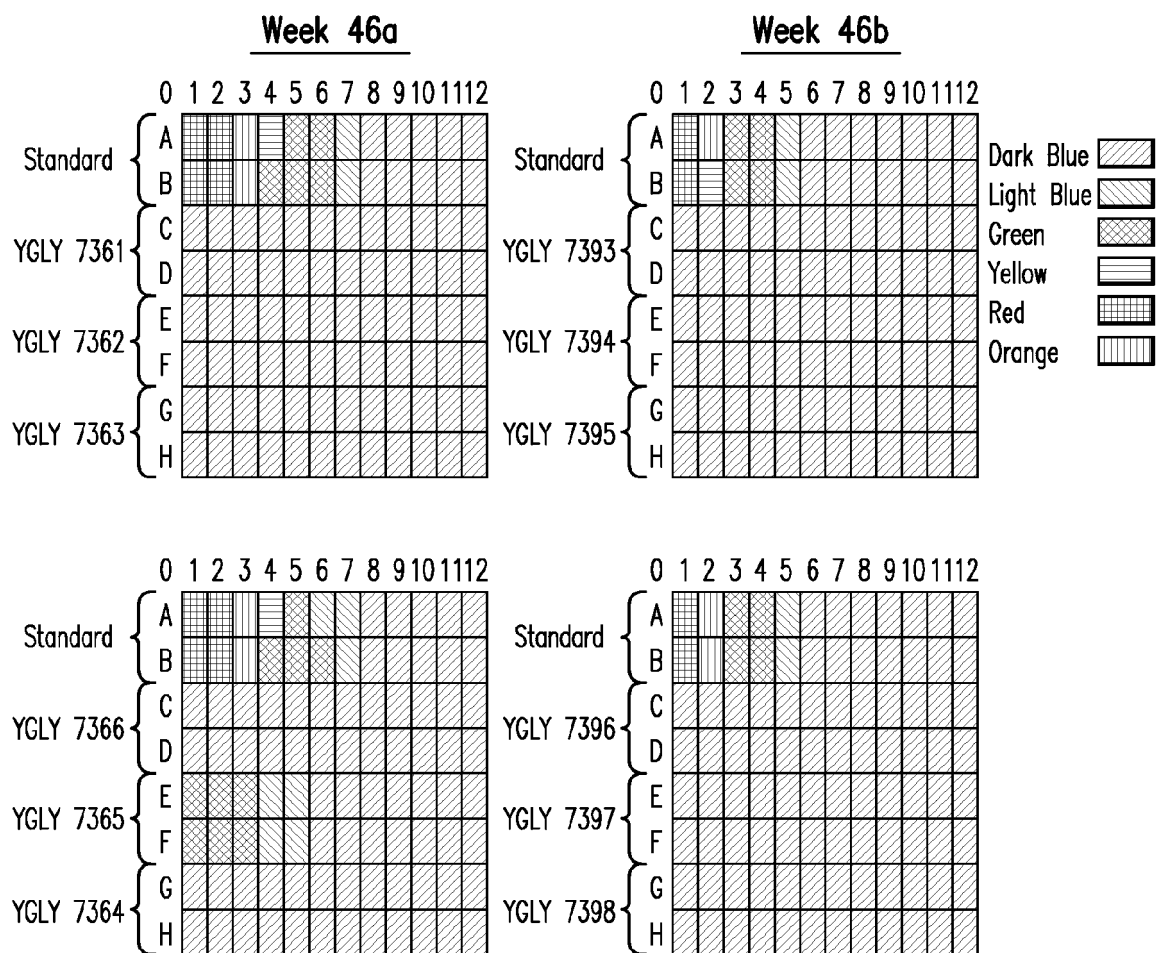 Week 46a
Week 46b
0 1 2 3 4 5 6 7 8 9 10 11 12
Standard
A
B
YGLY 7361
C
D
YGLY 7362
E
F
YGLY 7363
G
H
0 1 2 3 4 5 6 7 8 9 10 11 12
Standard
A
B
YGLY 7393
C
D
YGLY 7394
E
F
YGLY 7395
G
H
Dark Blue
Light Blue
Green
Yellow
Red
Orange
0 1 2 3 4 5 6 7 8 9 10 11 12
Standard
A
B
YGLY 7366
C
D
YGLY 7365
E
F
YGLY 7364
G
H
0 1 2 3 4 5 6 7 8 9 10 11 12
Standard
A
B
YGLY 7396
C
D
YGLY 7397
E
F
YGLY 7398
G
H